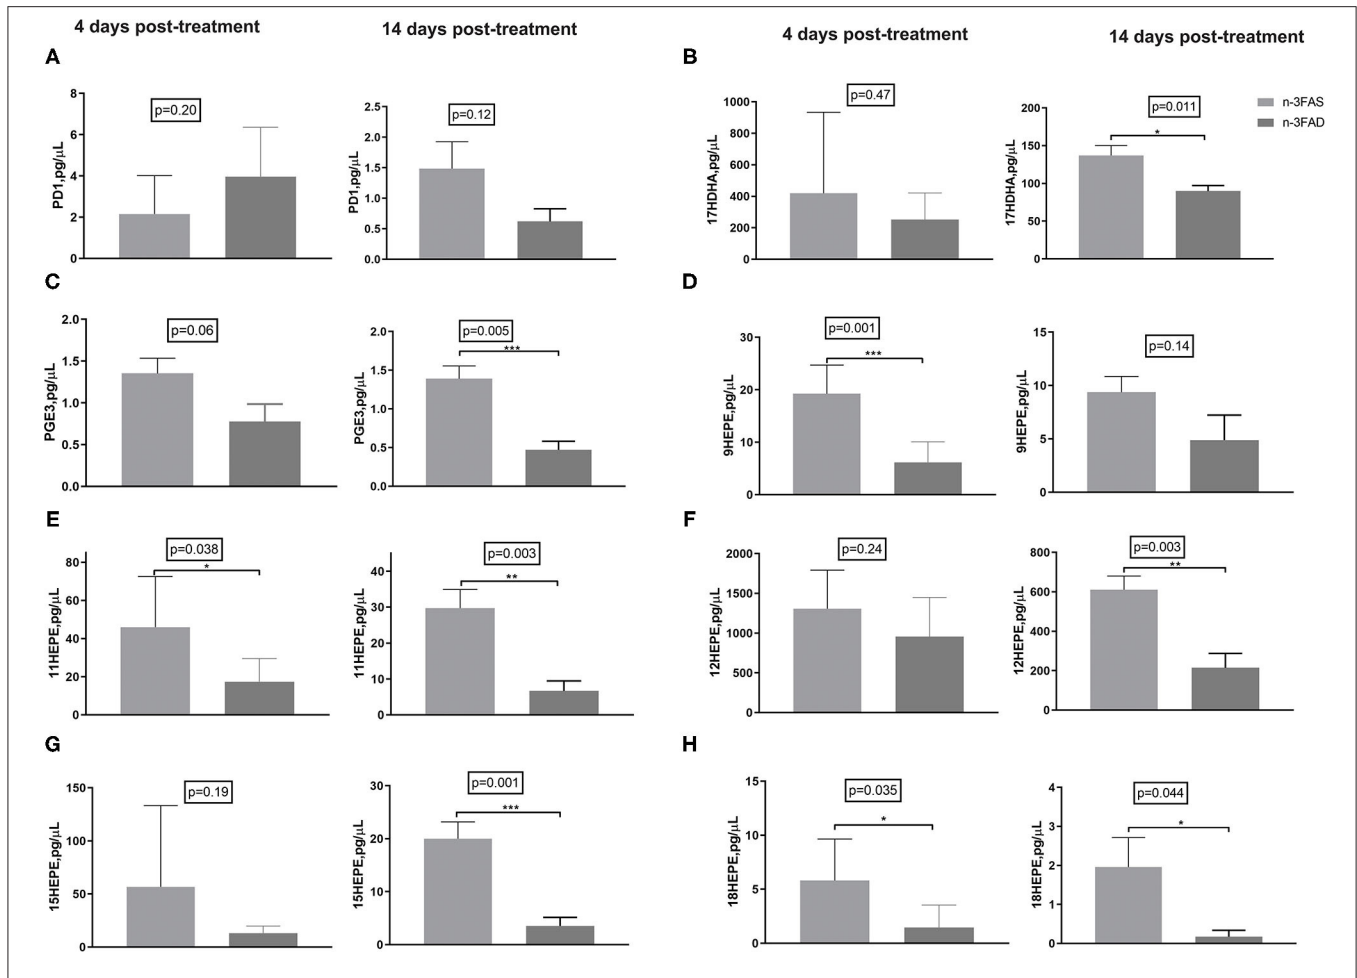 4 days post-treatment
14 days post-treatment
4 days post-treatment
14 days post-treatment
A
PD1,pg/μL
8
6
4
2
0
p=0.20
PD1,pg/μL
2.5
2.0
1.5
1.0
0.5
0.0
p=0.12
B
17HDHA,pg/μL
1000
800
600
400
200
0
p=0.47
17HDHA,pg/μL
200
150
100
50
0
p=0.011
*
n-3FAS
n-3FAD
C
PGE3,pg/μL
2.0
1.5
1.0
0.5
0.0
p=0.06
PGE3,pg/μL
2.0
1.5
1.0
0.5
0.0
p=0.005
***
D
9HEPE,pg/μL
30
20
10
0
p=0.001
***
9HEPE,pg/μL
15
10
5
0
p=0.14
E
11HEPE,pg/μL
80
60
40
20
0
p=0.038
*
11HEPE,pg/μL
40
30
20
10
0
p=0.003
**
F
12HEPE,pg/μL
2000
1500
1000
500
0
p=0.24
12HEPE,pg/μL
800
600
400
200
0
p=0.003
**
G
15HEPE,pg/μL
150
100
50
0
p=0.19
15HEPE,pg/μL
30
20
10
0
p=0.001
***
H
18HEPE,pg/μL
15
10
5
0
p=0.035
*
18HEPE,pg/μL
4
3
2
1
0
p=0.044
*